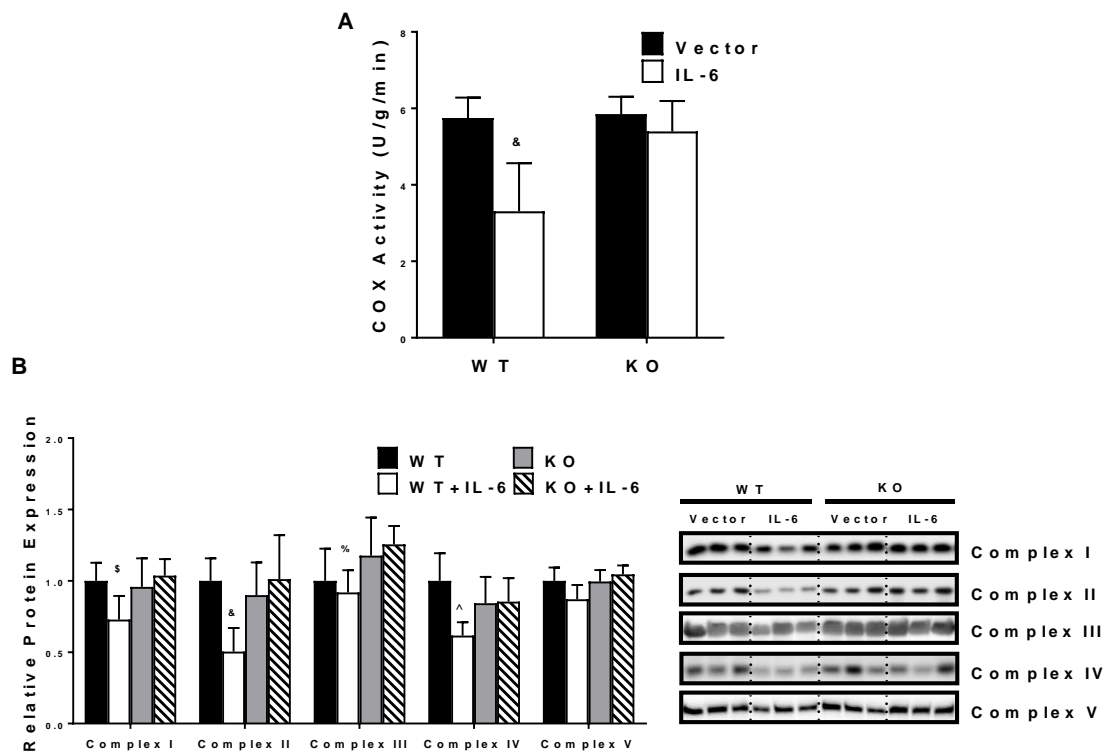 A
COX Activity (U/g/min)
8
6
4
2
0
Vector
IL-6
&
WT
KO
B
Relative Protein Expression
2.0
1.5
1.0
0.5
0.0
WT
KO
WT+IL-6
KO+IL-6
$
&
%
^
Complex I
Complex II
Complex III
Complex IV
Complex V
WT
KO
Vector
IL-6
Vector
IL-6
Complex I
Complex II
Complex III
Complex IV
Complex V